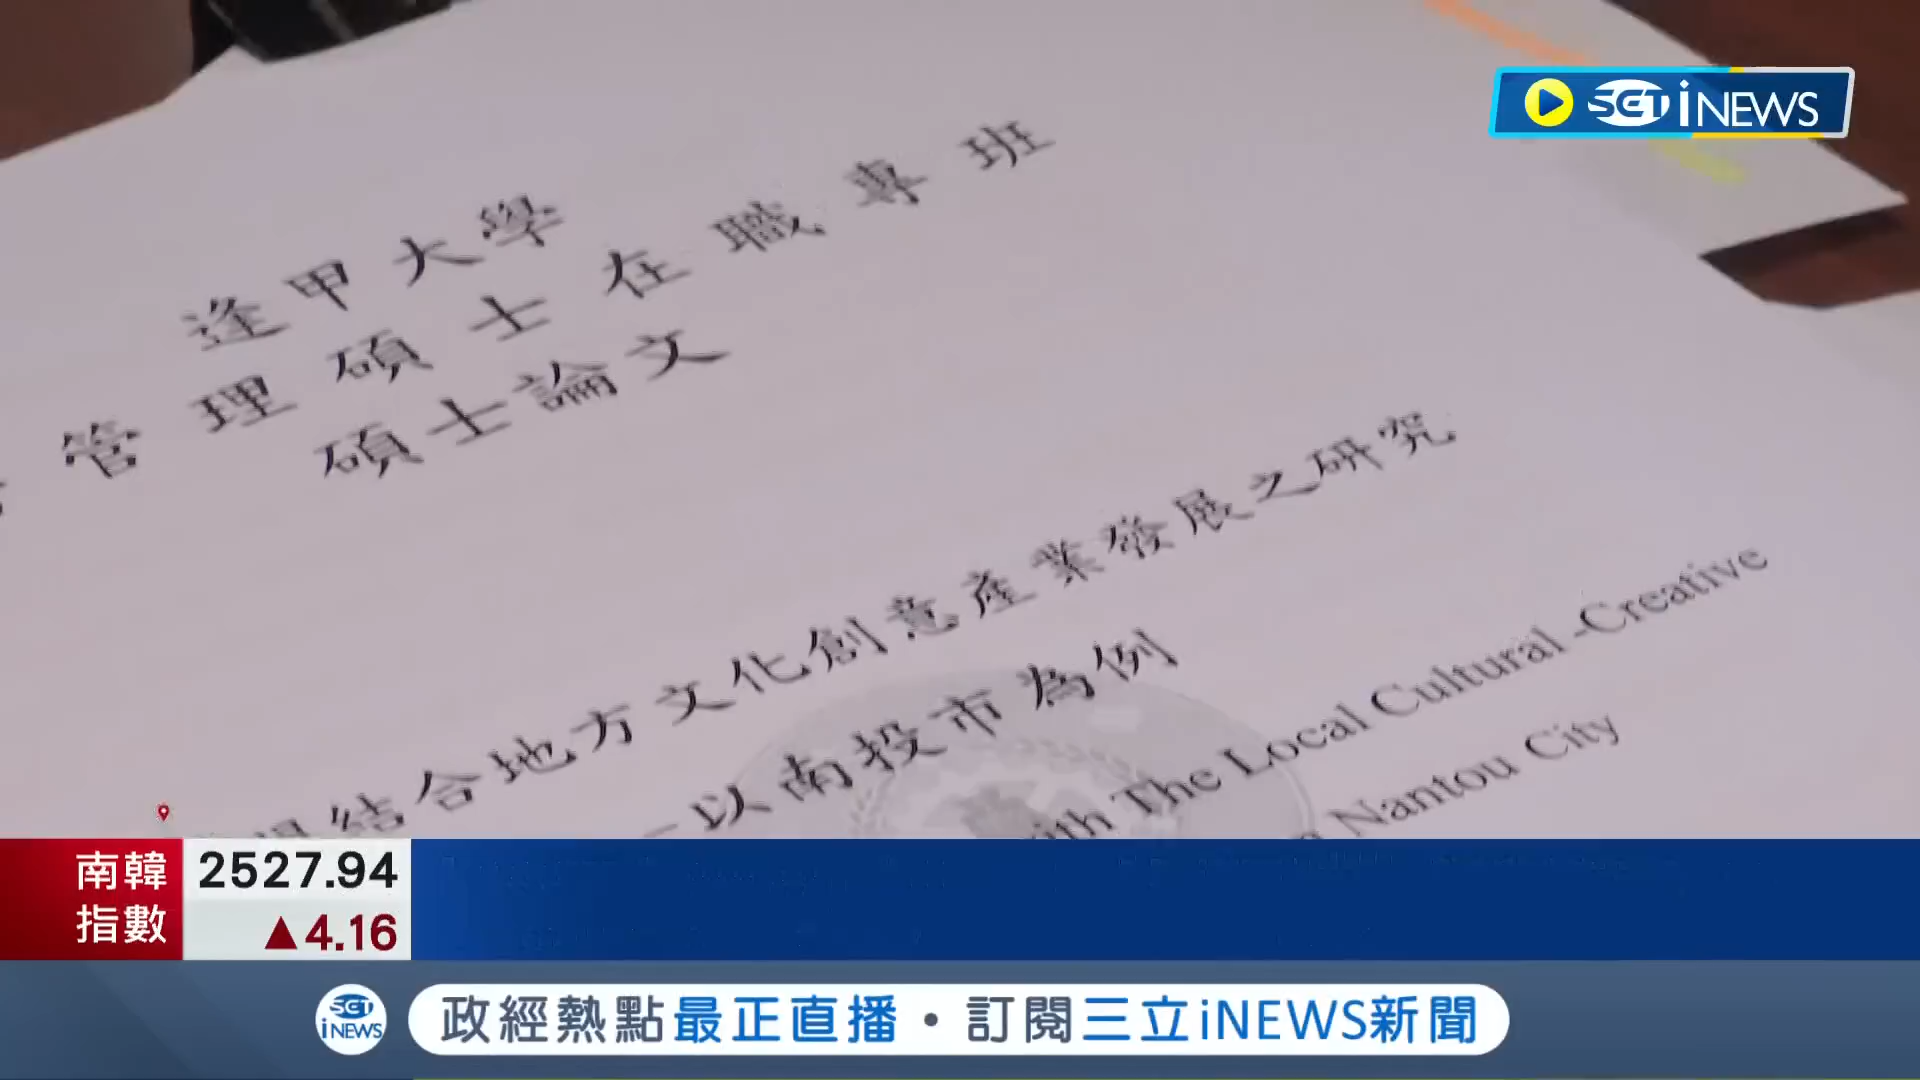 SET iNEWS
逢甲大學
管理碩士在職專班
碩士論文
結合地方文化創意產業發展之研究
以南投市為例
The Local Cultural-Creative
Nantou City
南韓
指數
2527.94
▲4.16
SET
iNEWS
政經熱點最正直播・訂閱三立iNEWS新聞